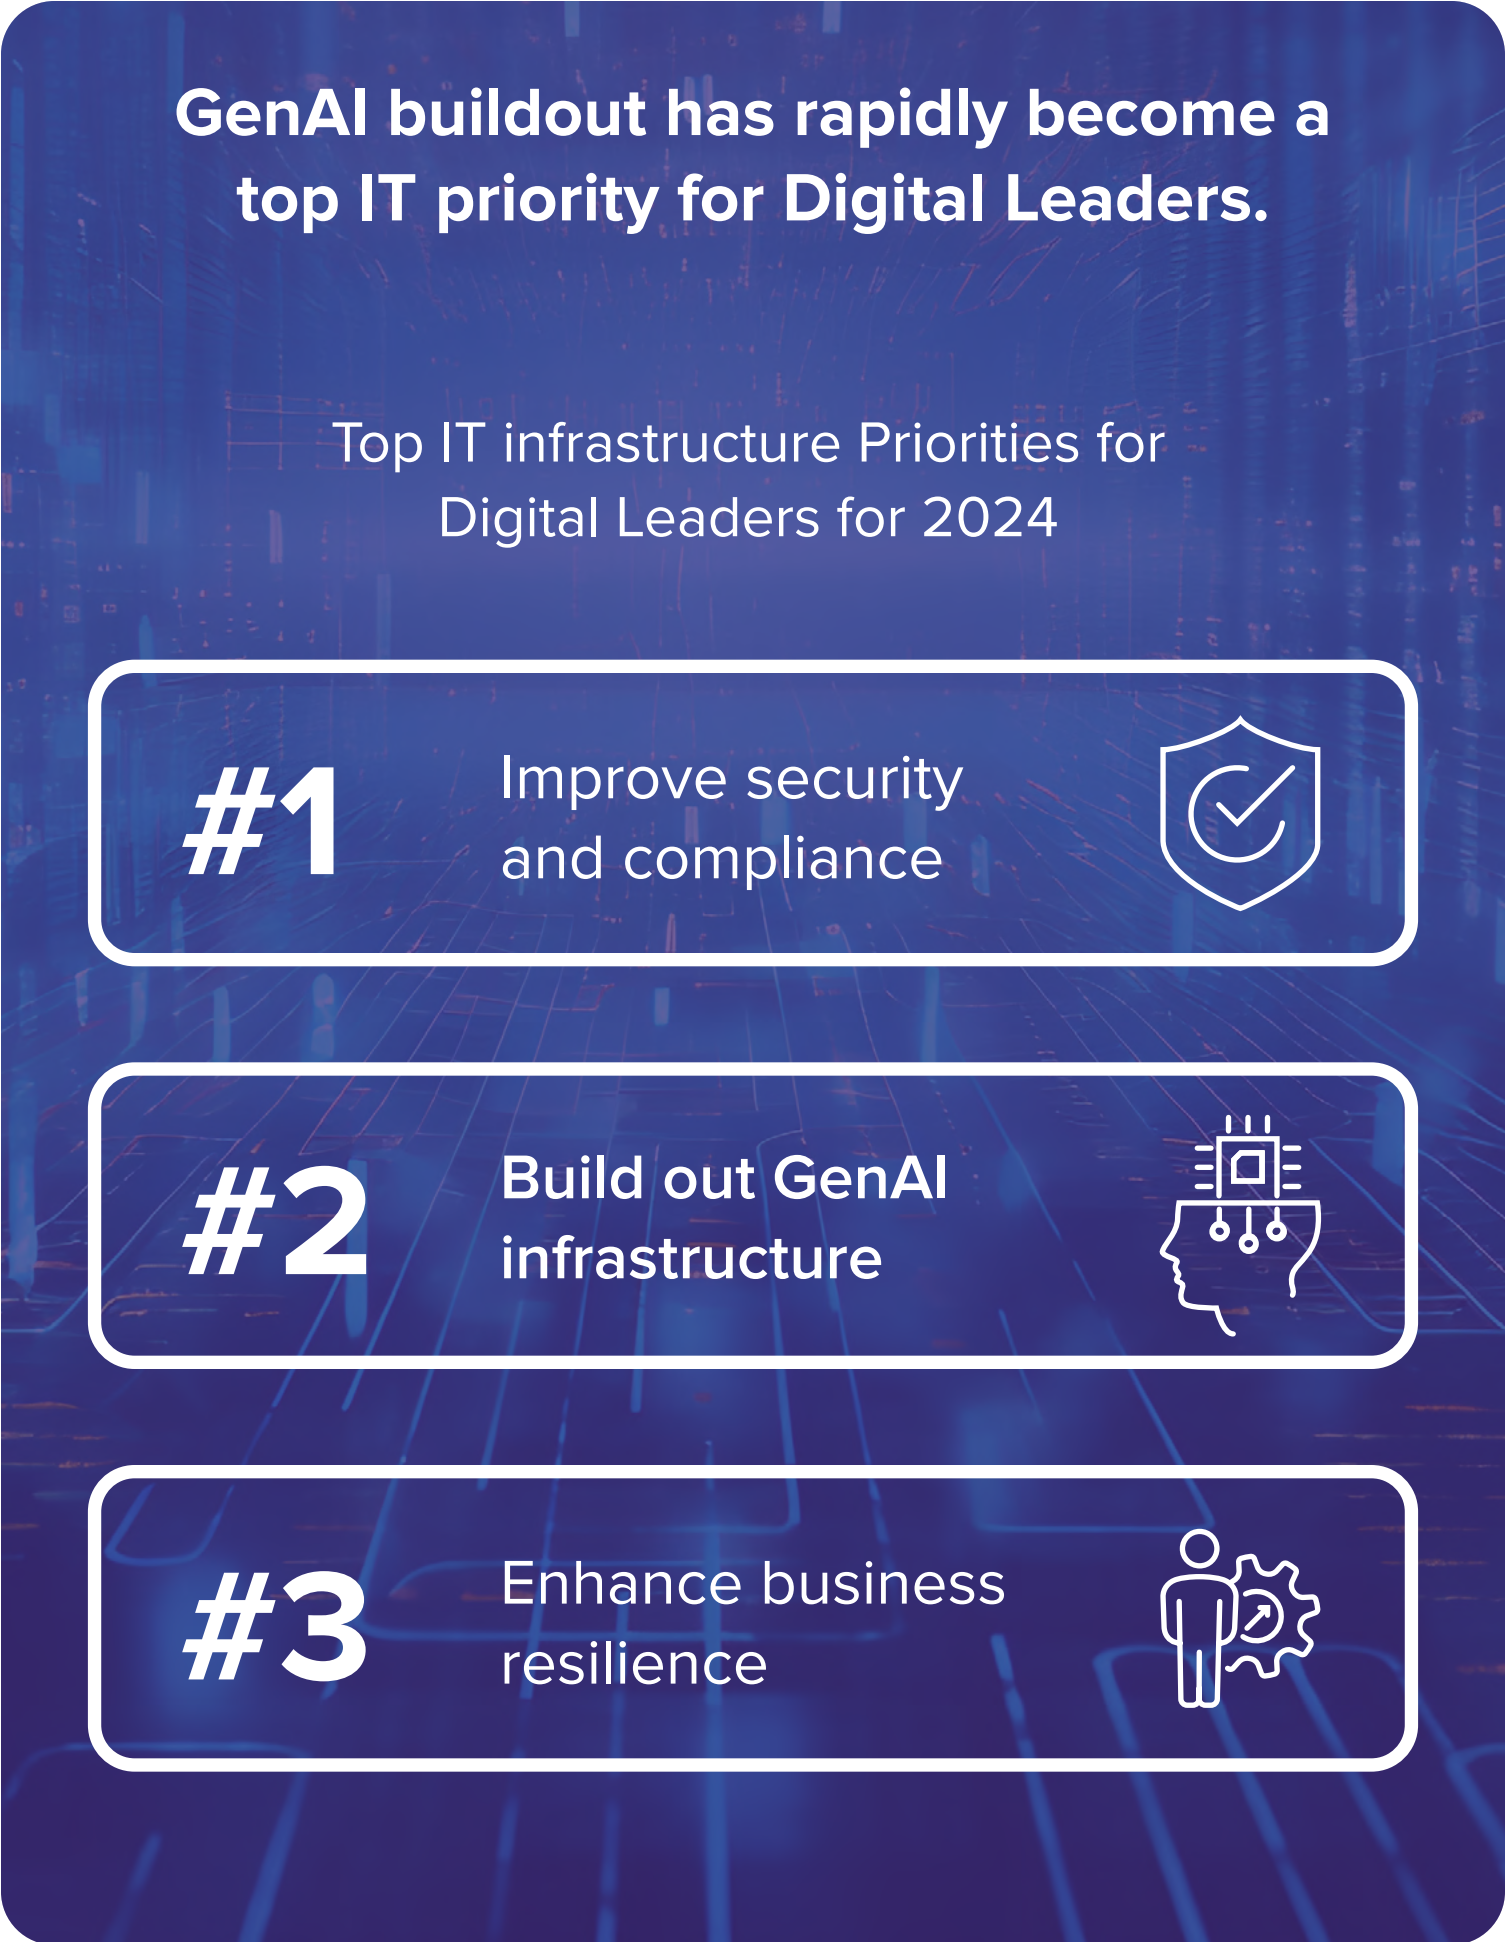 GenAI buildout has rapidly become a
top IT priority for Digital Leaders.
Top IT infrastructure Priorities for
Digital Leaders for 2024
#1
Improve security
and compliance
#2
Build out GenAI
infrastructure
#3
Enhance business
resilience